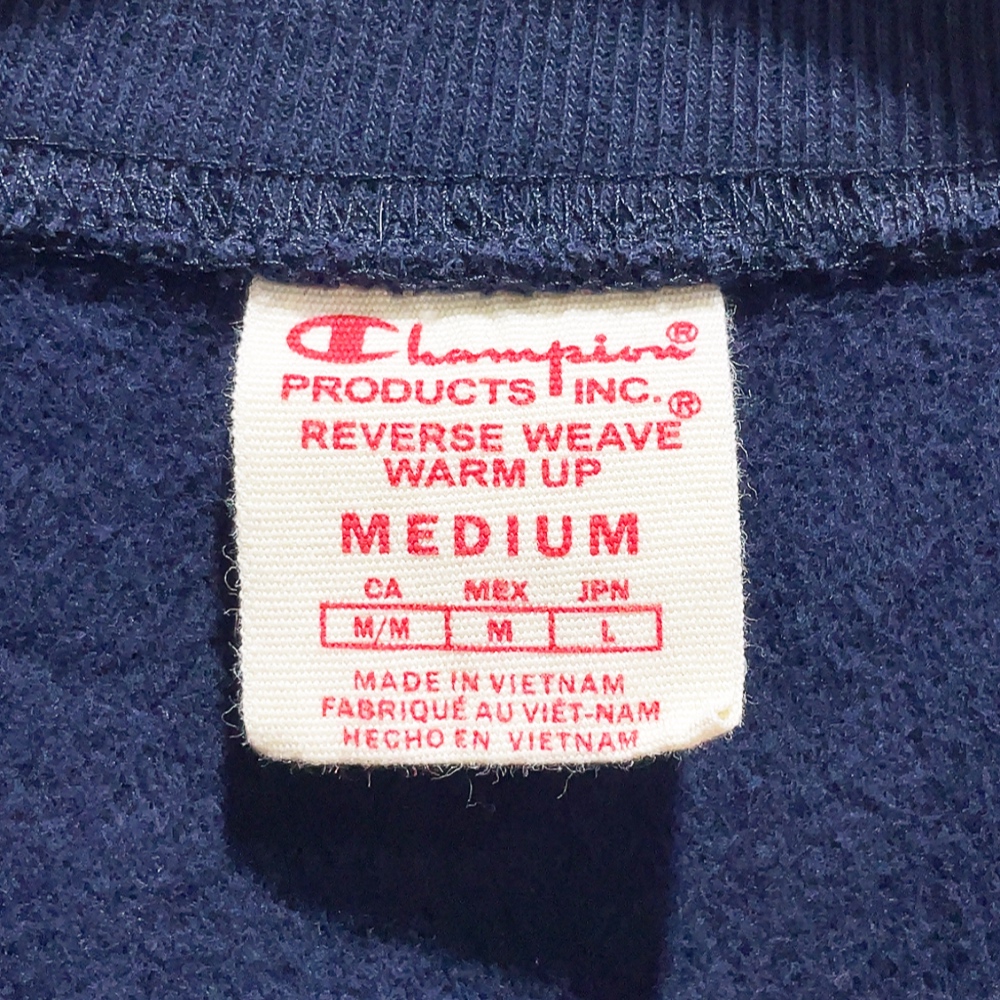 Champion®
PRODUCTS INC.
REVERSE WEAVE®
WARM UP
MEDIUM
CA MEX JPN
M/M M L
MADE IN VIETNAM
FABRIQUÉ AU VIÊT-NAM
HECHO EN VIETNAM